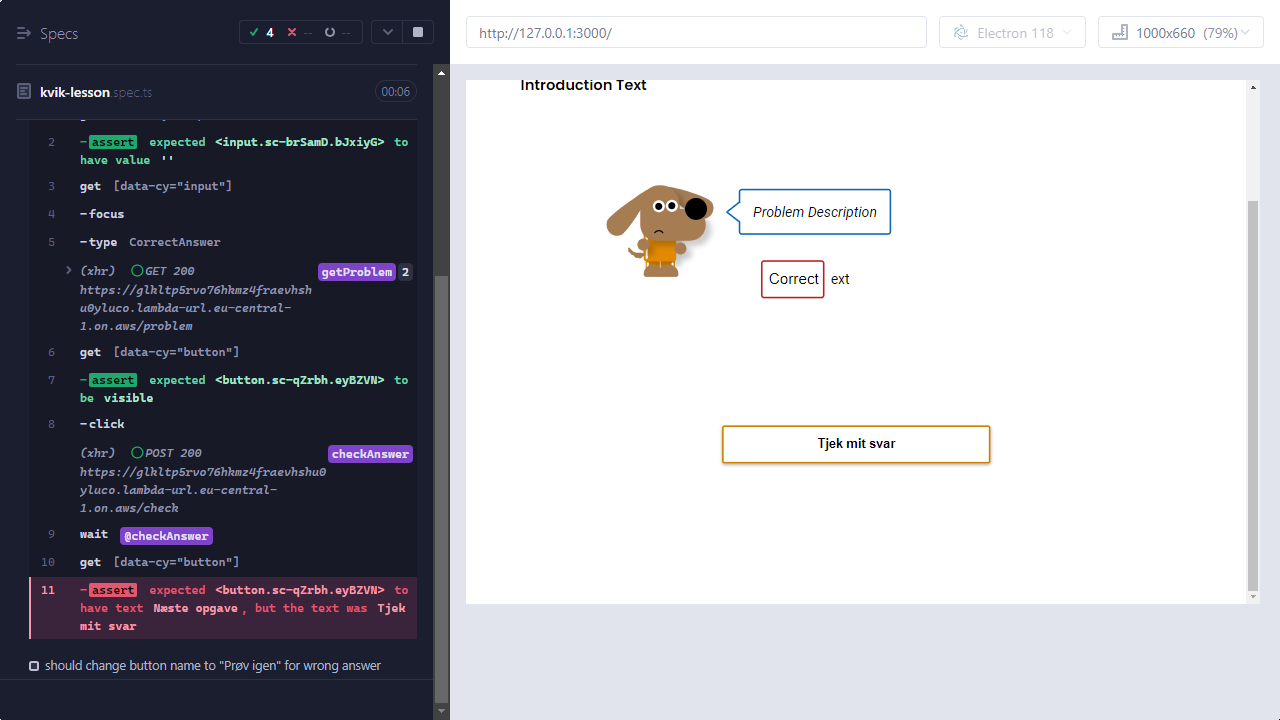 Specs
4
--
--
http://127.0.0.1:3000/
Electron 118
1000x660 (79%)
kvik-lesson.spec.ts
00:06
2 -assert expected <input.sc-brSamD.bJxiyG> to
have value ''
3 get [data-cy="input"]
4 -focus
5 -type CorrectAnswer
(xhr) GET 200 getProblem 2
https://glkltp5rvo76hkmz4fraevhsh
u0yluco.lambda-url.eu-central-
1.on.aws/problem
6 get [data-cy="button"]
7 -assert expected <button.sc-qZrbh.eyBZVN> to
be visible
8 -click
(xhr) POST 200 checkAnswer
https://glkltp5rvo76hkmz4fraevhshu0
yluco.lambda-url.eu-central-
1.on.aws/check
9 wait @checkAnswer
10 get [data-cy="button"]
11 -assert expected <button.sc-qZrbh.eyBZVN> to
have text Næste opgave, but the text was Tjek
mit svar
should change button name to "Prøv igen" for wrong answer
Introduction Text
Problem Description
Correct ext
Tjek mit svar